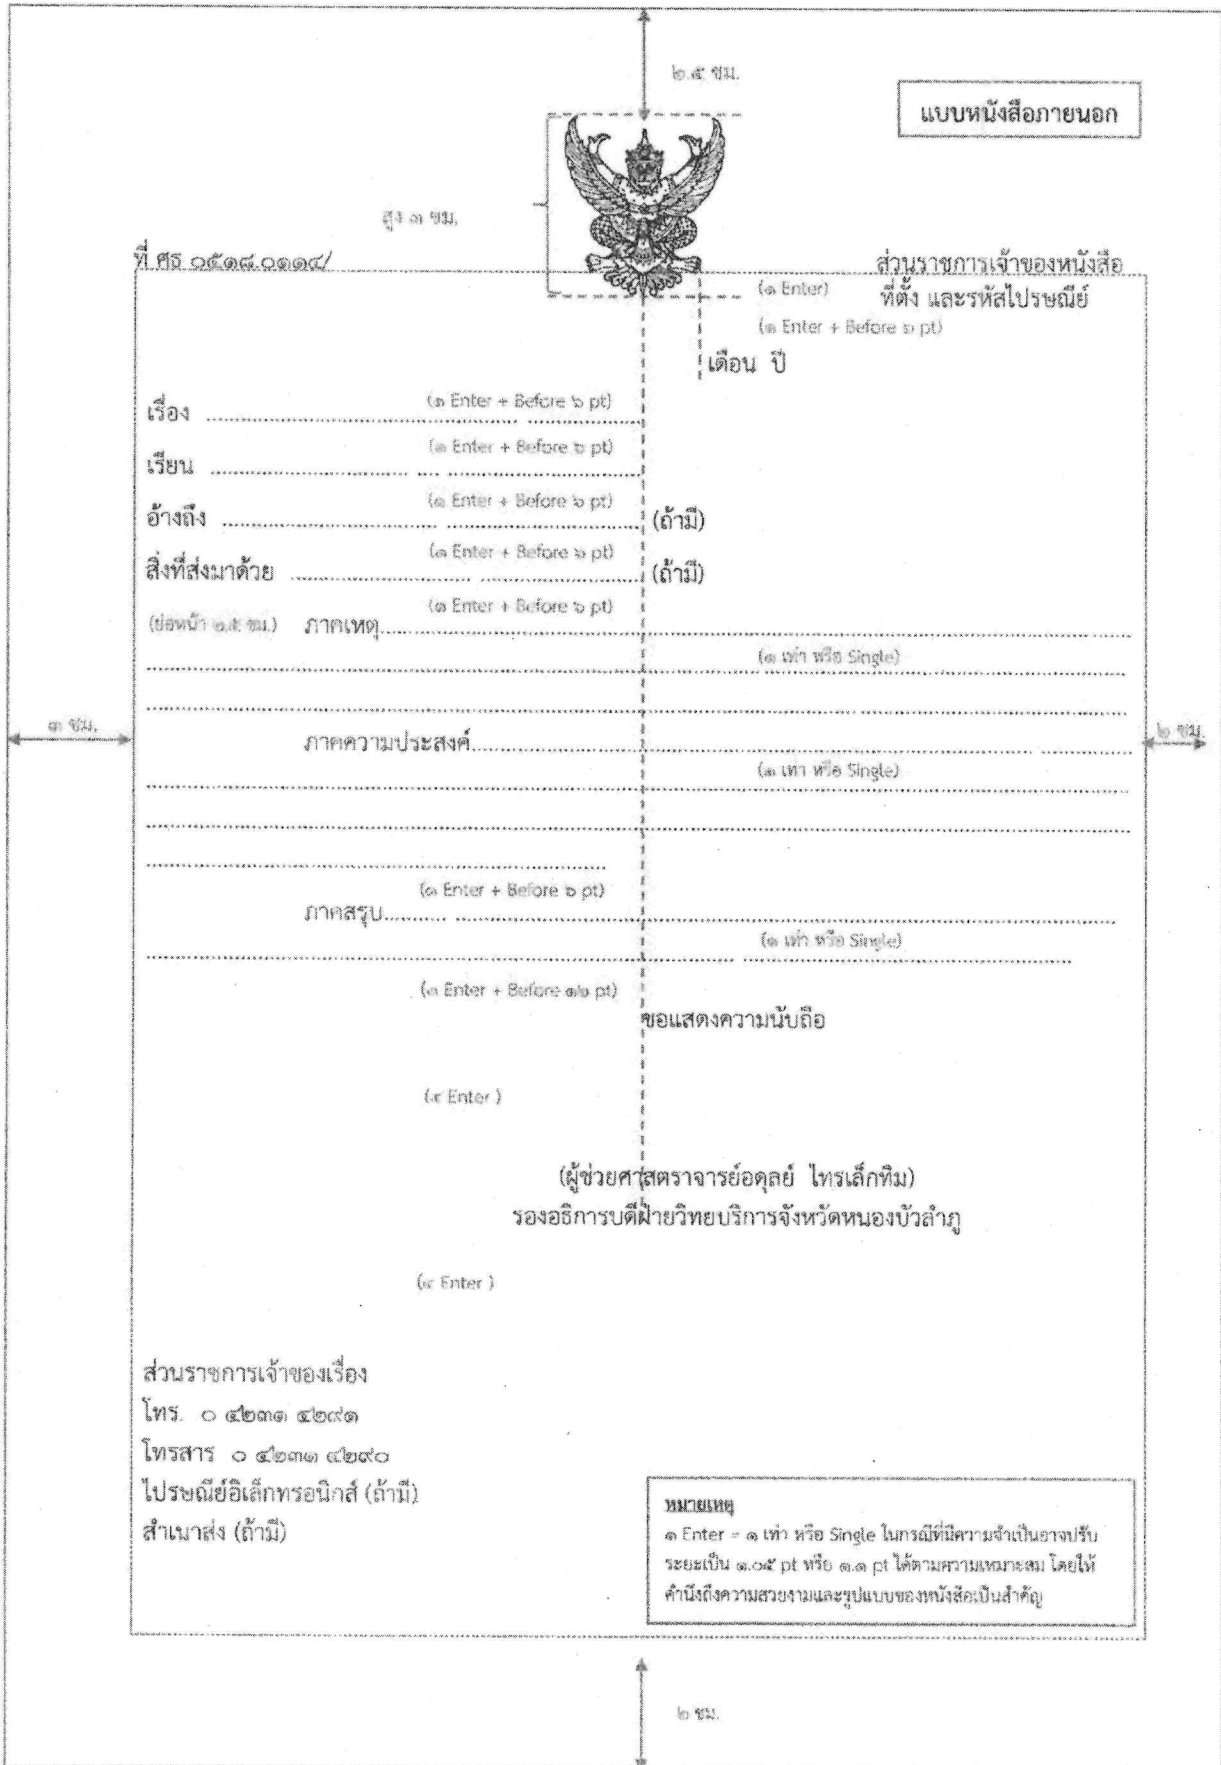 ๒.๕ ซม.
แบบหนังสือภายนอก
สูง ๓ ซม.
ที่ ศธ ๐๕๑๘.๐๑๑๔/
ส่วนราชการเจ้าของหนังสือ
(๑ Enter)
ที่ตั้ง และรหัสไปรษณีย์
(๑ Enter + Before ๖ pt)
เดือน ปี
(๑ Enter + Before ๖ pt)
เรื่อง ................................................
(๑ Enter + Before ๖ pt)
เรียน ................................................
(๑ Enter + Before ๖ pt)
อ้างถึง ................................................ (ถ้ามี)
(๑ Enter + Before ๖ pt)
สิ่งที่ส่งมาด้วย ........................................ (ถ้ามี)
(๑ Enter + Before ๖ pt)
(ย่อหน้า ๒.๕ ซม.) ภาคเหตุ................................................
(๑ เท่า หรือ Single)
๓ ซม.
ภาคความประสงค์................................................
๒ ซม.
(๑ เท่า หรือ Single)
(๑ Enter + Before ๖ pt)
ภาคสรุป................................................
(๑ เท่า หรือ Single)
(๑ Enter + Before ๑๒ pt)
ขอแสดงความนับถือ
(๔ Enter )
(ผู้ช่วยศาสตราจารย์อดุลย์ ไทรเล็กทิม)
รองอธิการบดีฝ่ายวิทยบริการจังหวัดหนองบัวลำภู
(๔ Enter )
ส่วนราชการเจ้าของเรื่อง
โทร. ๐ ๔๒๓๑ ๕๒๙๑
โทรสาร ๐ ๔๒๓๑ ๔๒๙๐
ไปรษณีย์อิเล็กทรอนิกส์ (ถ้ามี)
สำเนาส่ง (ถ้ามี)
หมายเหตุ
๑ Enter = ๑ เท่า หรือ Single ในกรณีที่มีความจำเป็นอาจปรับ
ระยะเป็น ๑.๐๕ pt หรือ ๑.๑ pt ได้ตามความเหมาะสม โดยให้
คำนึงถึงความสวยงามและรูปแบบของหนังสือเป็นสำคัญ
๒ ซม.